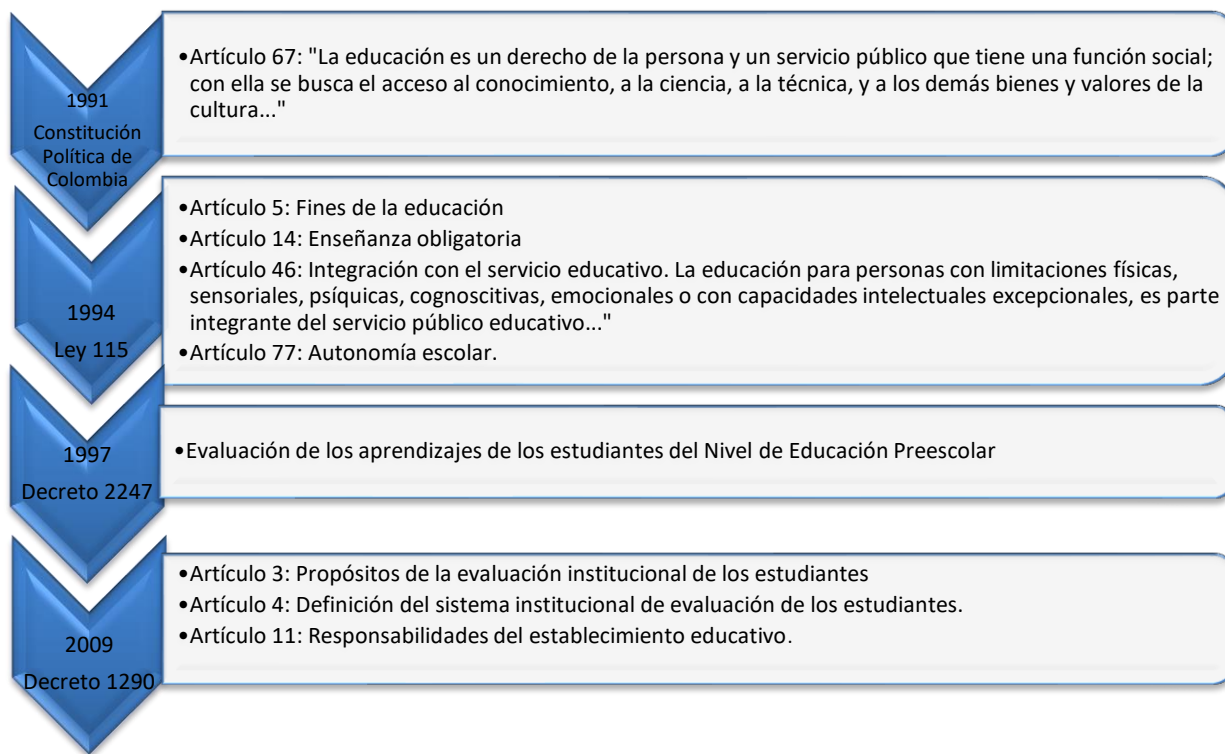 1991
Constitución
Política de
Colombia
•Artículo 67: "La educación es un derecho de la persona y un servicio público que tiene una función social;
con ella se busca el acceso al conocimiento, a la ciencia, a la técnica, y a los demás bienes y valores de la
cultura..."
1994
Ley 115
•Artículo 5: Fines de la educación
•Artículo 14: Enseñanza obligatoria
•Artículo 46: Integración con el servicio educativo. La educación para personas con limitaciones físicas,
sensoriales, psíquicas, cognoscitivas, emocionales o con capacidades intelectuales excepcionales, es parte
integrante del servicio público educativo..."
•Artículo 77: Autonomía escolar.
1997
Decreto 2247
•Evaluación de los aprendizajes de los estudiantes del Nivel de Educación Preescolar
2009
Decreto 1290
•Artículo 3: Propósitos de la evaluación institucional de los estudiantes
•Artículo 4: Definición del sistema institucional de evaluación de los estudiantes.
•Artículo 11: Responsabilidades del establecimiento educativo.